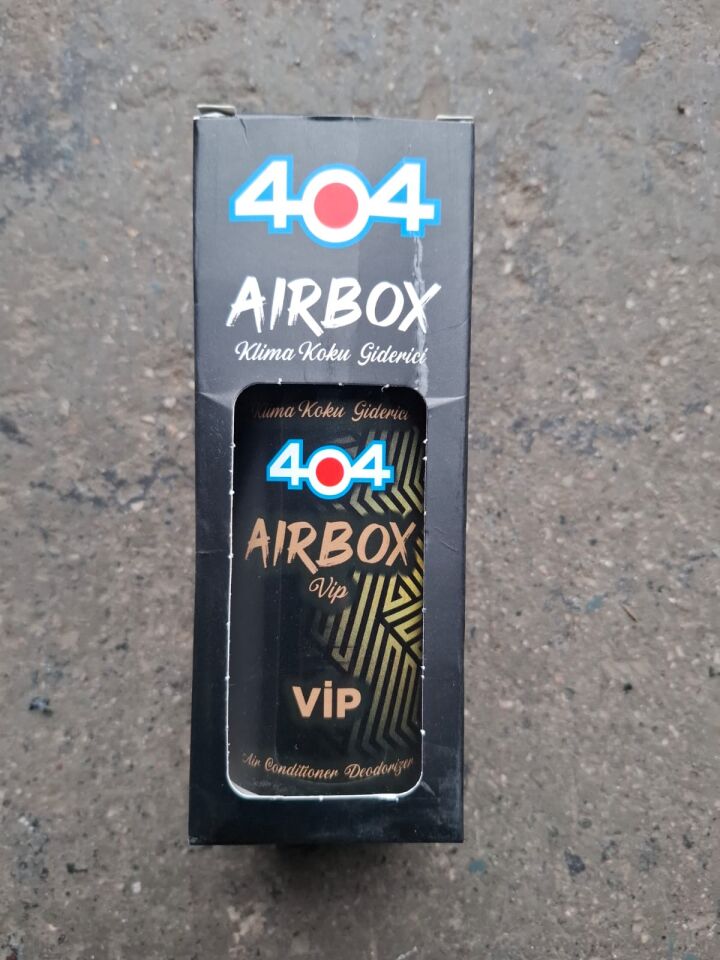 404
AIRBOX
Klima Koku Giderici
Klima Koku Giderici
404
AIRBOX
Vip
VİP
Air Conditioner Deodorizer